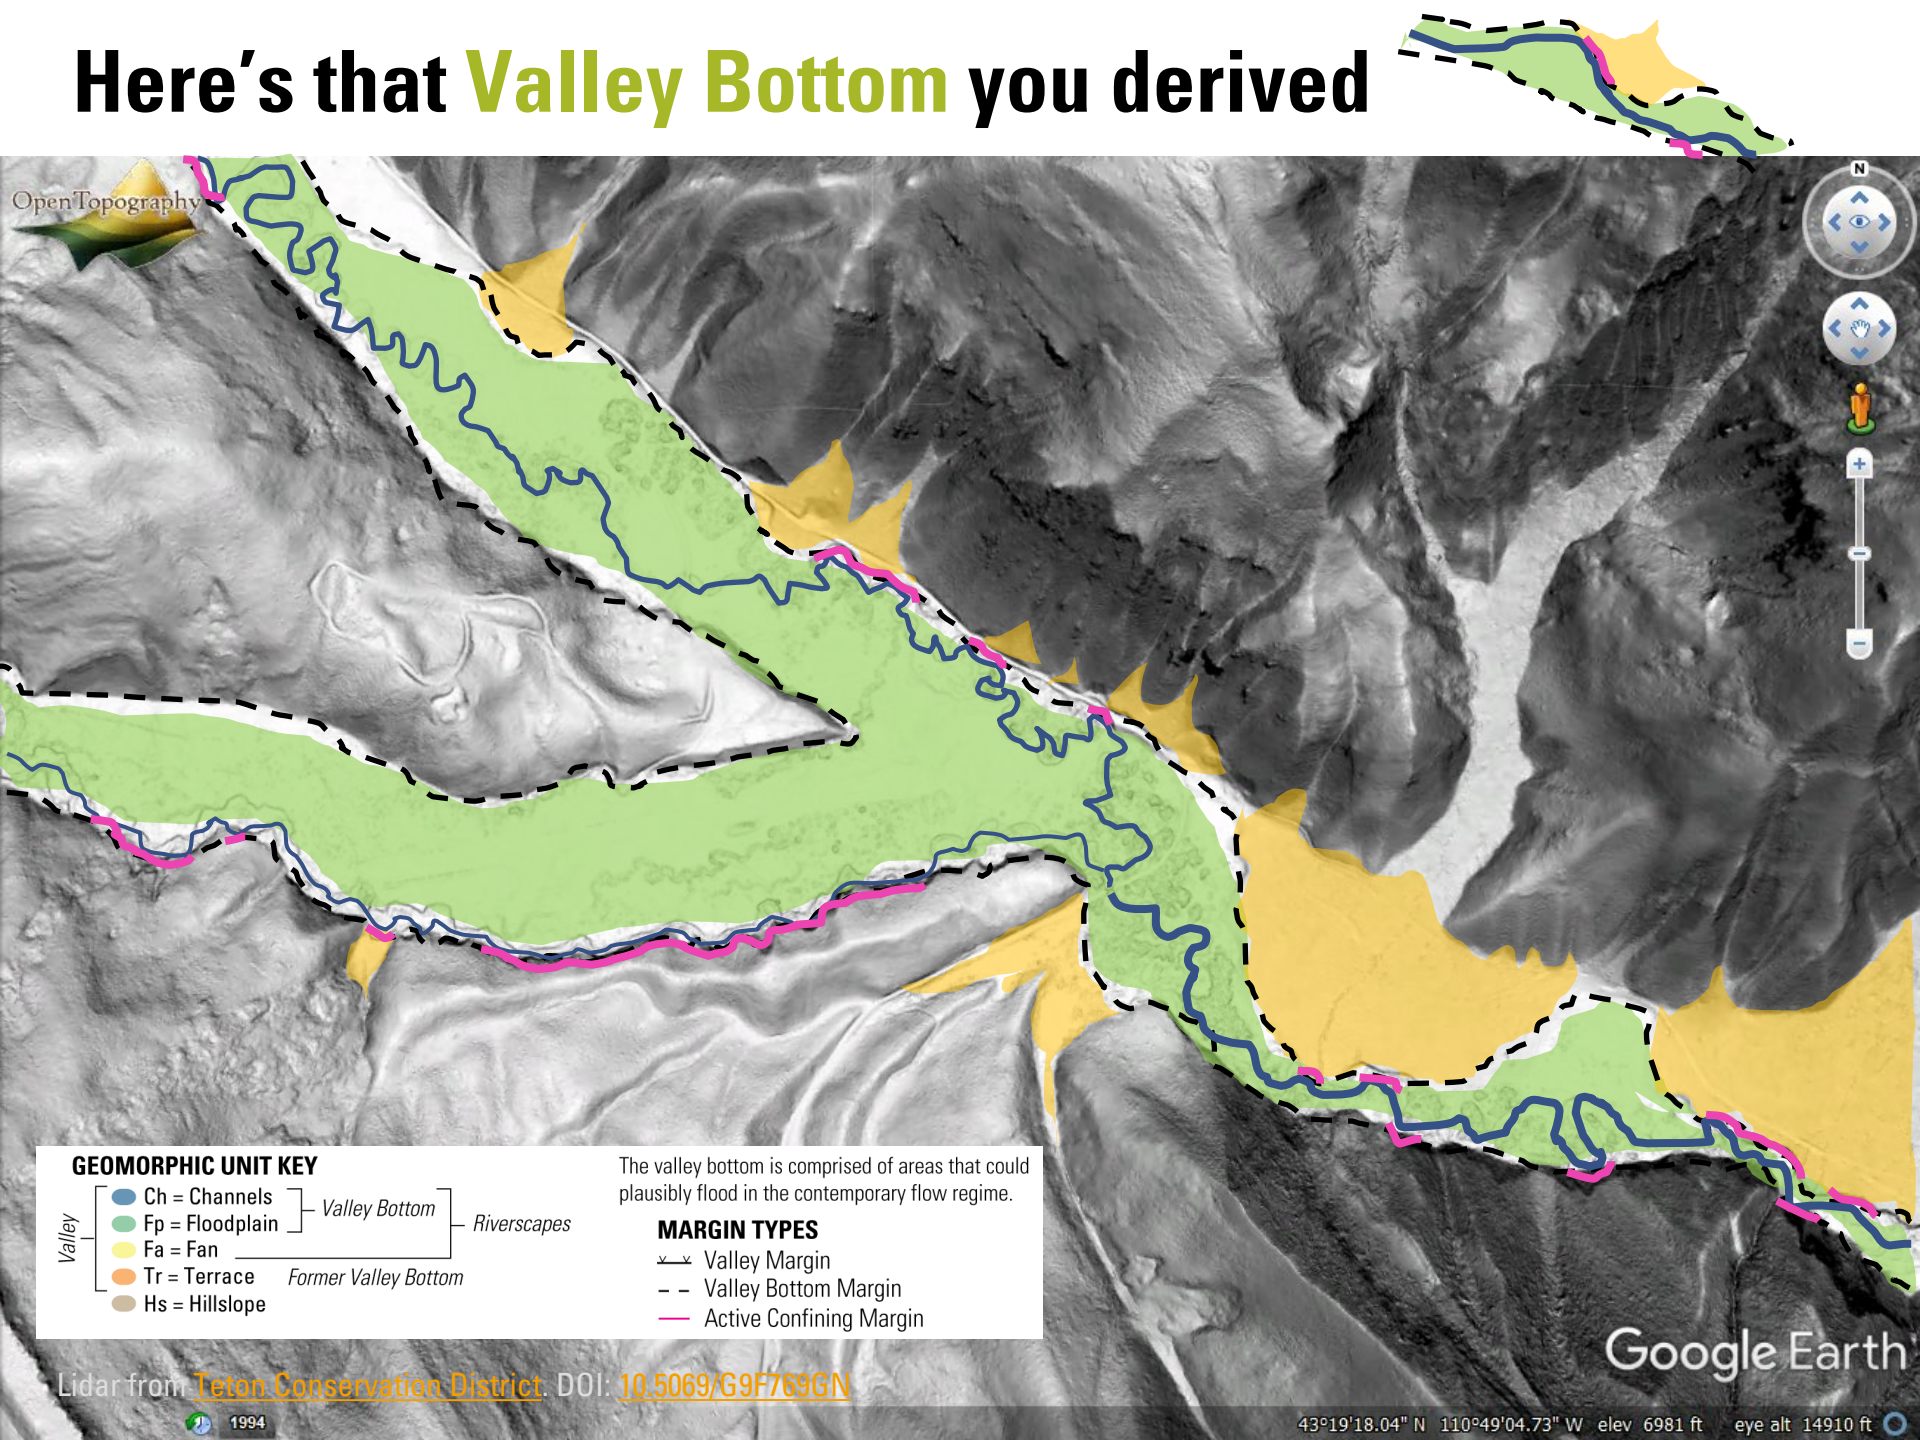 Here's that Valley Bottom you derived
OpenTopography
N
GEOMORPHIC UNIT KEY
Valley
Ch = Channels
Fp = Floodplain
Valley Bottom
Riverscapes
Fa = Fan
Tr = Terrace
Former Valley Bottom
Hs = Hillslope
The valley bottom is comprised of areas that could
plausibly flood in the contemporary flow regime.
MARGIN TYPES
Valley Margin
Valley Bottom Margin
Active Confining Margin
Google Earth
Lidar from Teton Conservation District. DOI: 10.5069/G9F769GN
1994
43°19'18.04" N 110°49'04.73" W elev 6981 ft eye alt 14910 ft